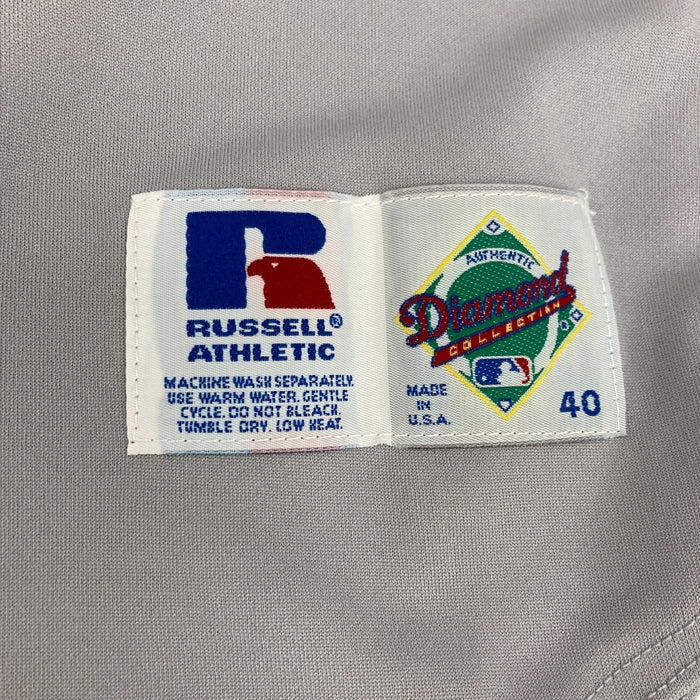 RUSSELL®
ATHLETIC
MACHINE WASH SEPARATELY.
USE WARM WATER. GENTLE
CYCLE. DO NOT BLEACH.
TUMBLE DRY. LOW HEAT.
AUTHENTIC
Diamond
COLLECTION
MADE
IN
U.S.A.
40